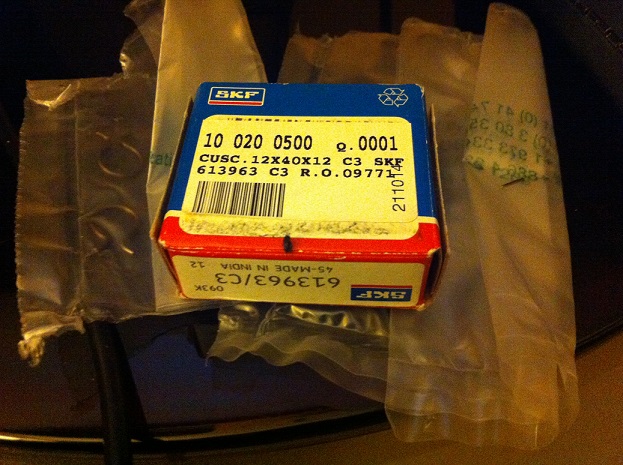 SKF
10 020 0500 Q.0001
CUSC.12X40X12 C3 SKF
613963 C3 R.O.09771
211014
SKF
613963/C3
45-MADE IN INDIA 12
093K